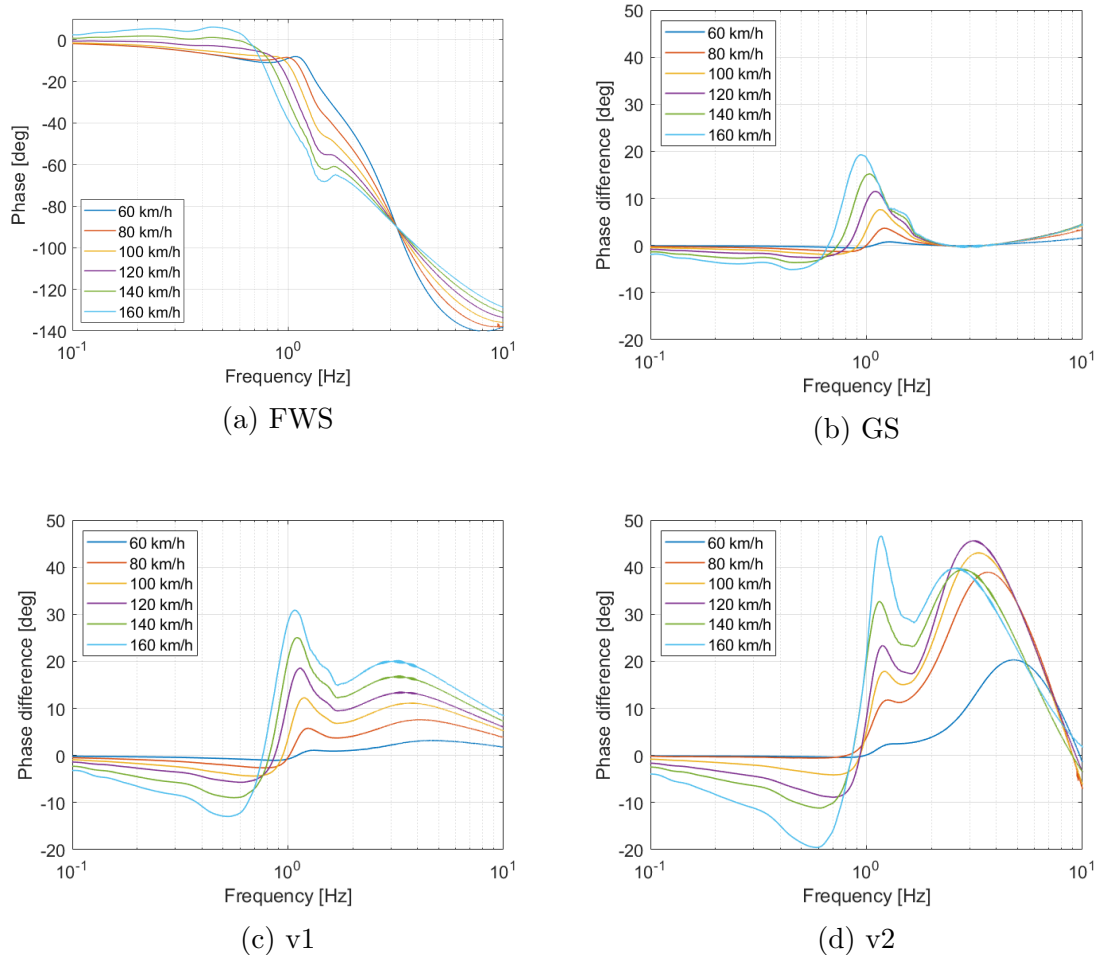 10
0
-20
-40
-60
-80
-100
-120
-140
Phase [deg]
60 km/h
80 km/h
100 km/h
120 km/h
140 km/h
160 km/h
10^-1
10^0
10^1
Frequency [Hz]
(a) FWS
50
40
30
20
10
0
-10
-20
Phase difference [deg]
60 km/h
80 km/h
100 km/h
120 km/h
140 km/h
160 km/h
10^-1
10^0
10^1
Frequency [Hz]
(b) GS
50
40
30
20
10
0
-10
-20
Phase difference [deg]
60 km/h
80 km/h
100 km/h
120 km/h
140 km/h
160 km/h
10^-1
10^0
10^1
Frequency [Hz]
(c) v1
50
40
30
20
10
0
-10
-20
Phase difference [deg]
60 km/h
80 km/h
100 km/h
120 km/h
140 km/h
160 km/h
10^-1
10^0
10^1
Frequency [Hz]
(d) v2